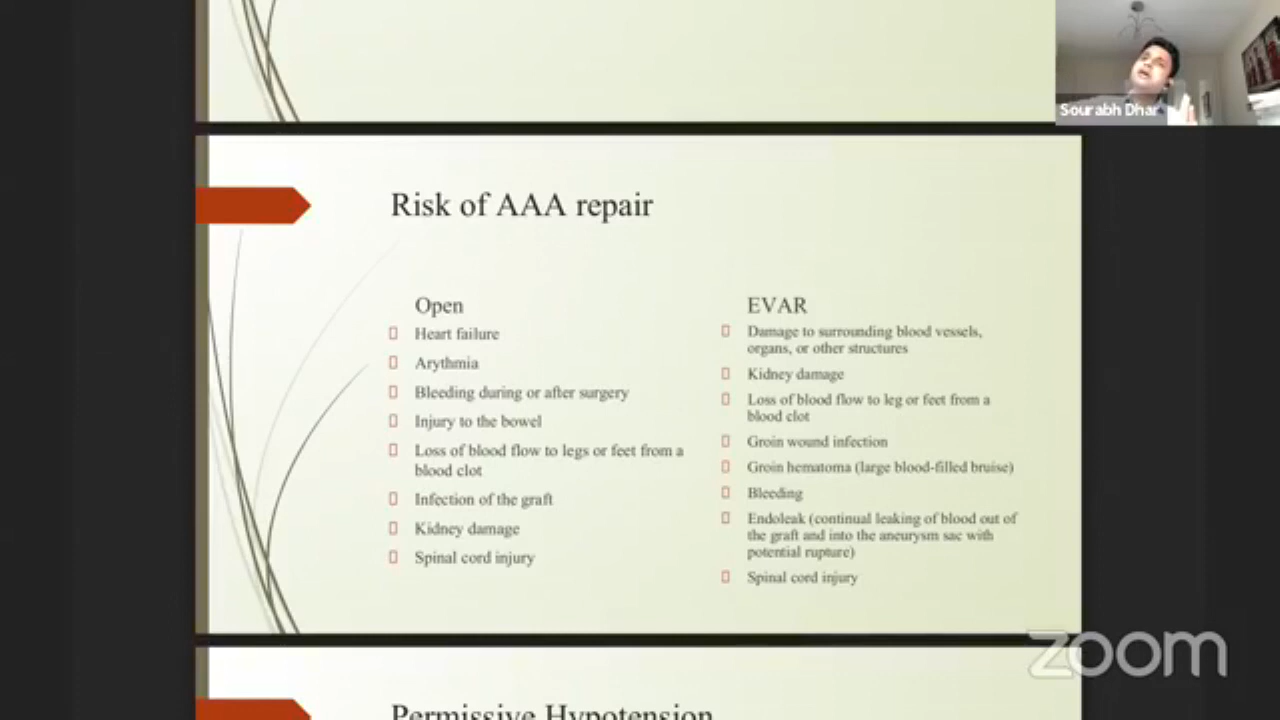 Sourabh Dhar
Risk of AAA repair
Open
Heart failure
Arythmia
Bleeding during or after surgery
Injury to the bowel
Loss of blood flow to legs or feet from a
blood clot
Infection of the graft
Kidney damage
Spinal cord injury
EVAR
Damage to surrounding blood vessels,
organs, or other structures
Kidney damage
Loss of blood flow to leg or feet from a
blood clot
Groin wound infection
Groin hematoma (large blood-filled bruise)
Bleeding
Endoleak (continual leaking of blood out of
the graft and into the aneurysm sac with
potential rupture)
Spinal cord injury
zoom
Permissive Hypotension